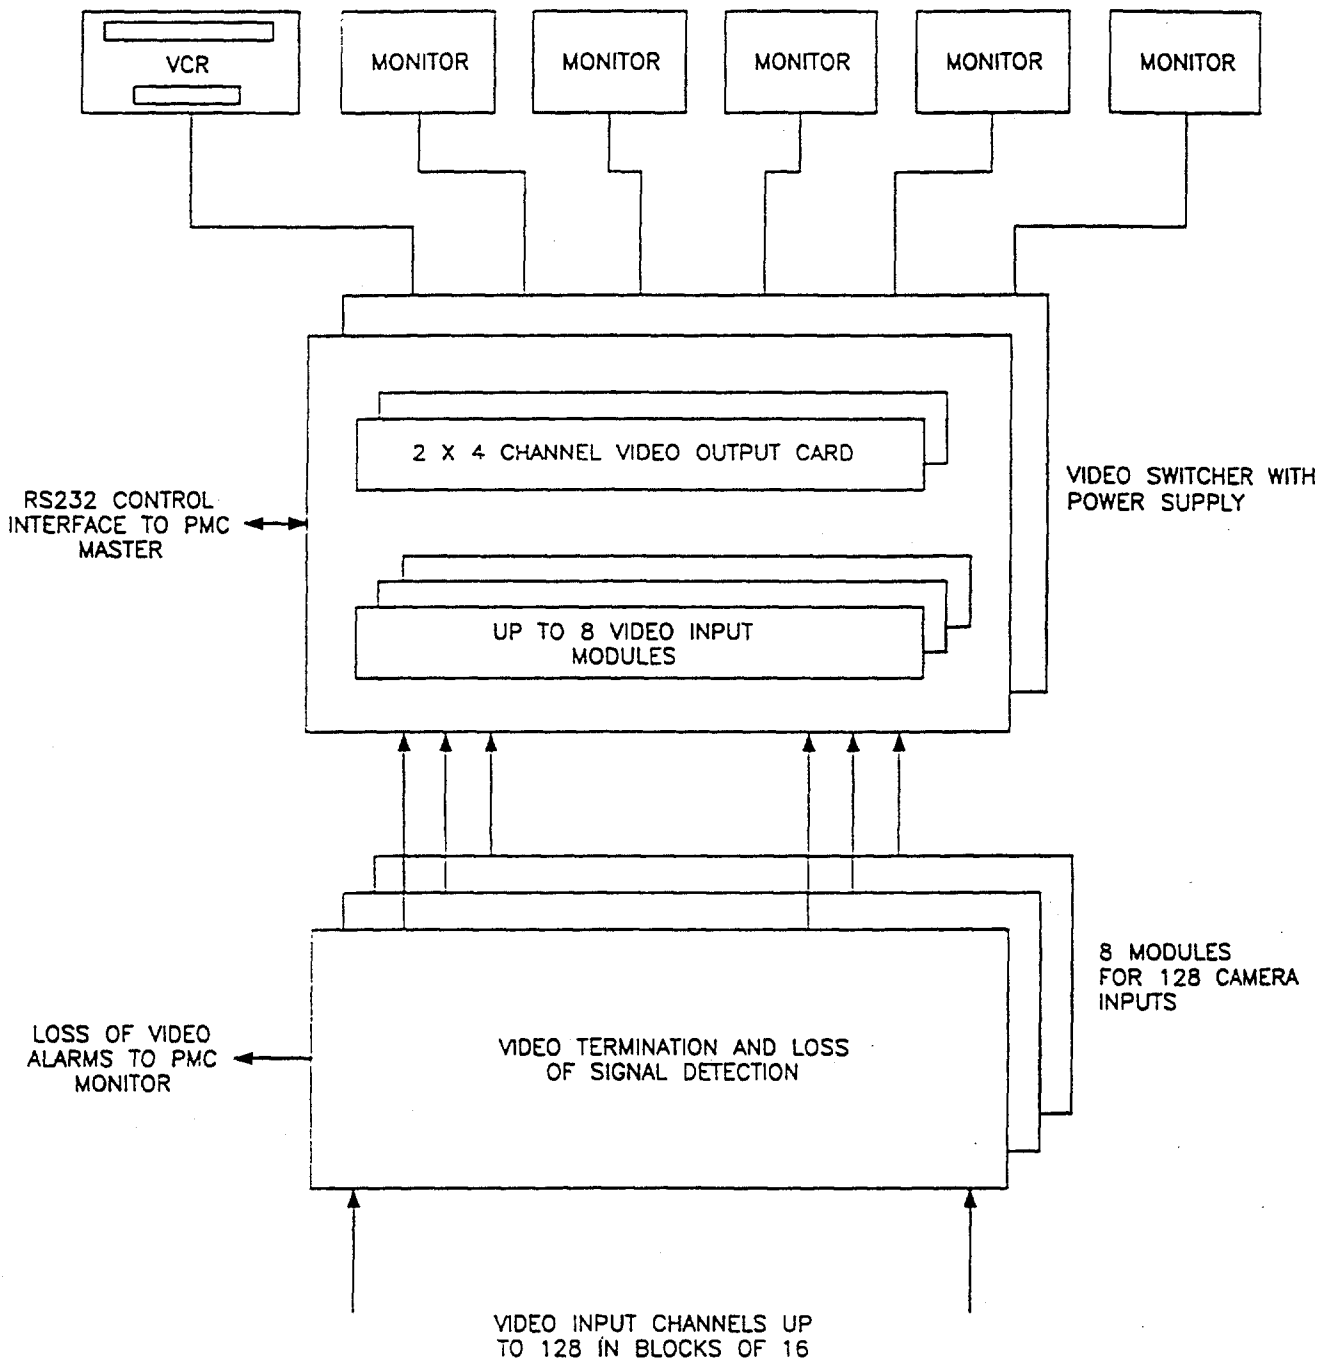 VCR
MONITOR
MONITOR
MONITOR
MONITOR
MONITOR
2 X 4 CHANNEL VIDEO OUTPUT CARD
VIDEO SWITCHER WITH
POWER SUPPLY
RS232 CONTROL
INTERFACE TO PMC
MASTER
UP TO 8 VIDEO INPUT
MODULES
8 MODULES
FOR 128 CAMERA
INPUTS
LOSS OF VIDEO
ALARMS TO PMC
MONITOR
VIDEO TERMINATION AND LOSS
OF SIGNAL DETECTION
VIDEO INPUT CHANNELS UP
TO 128 IN BLOCKS OF 16